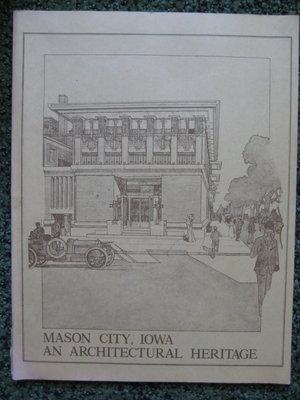 MASON CITY, IOWA
AN ARCHITECTURAL HERITAGE